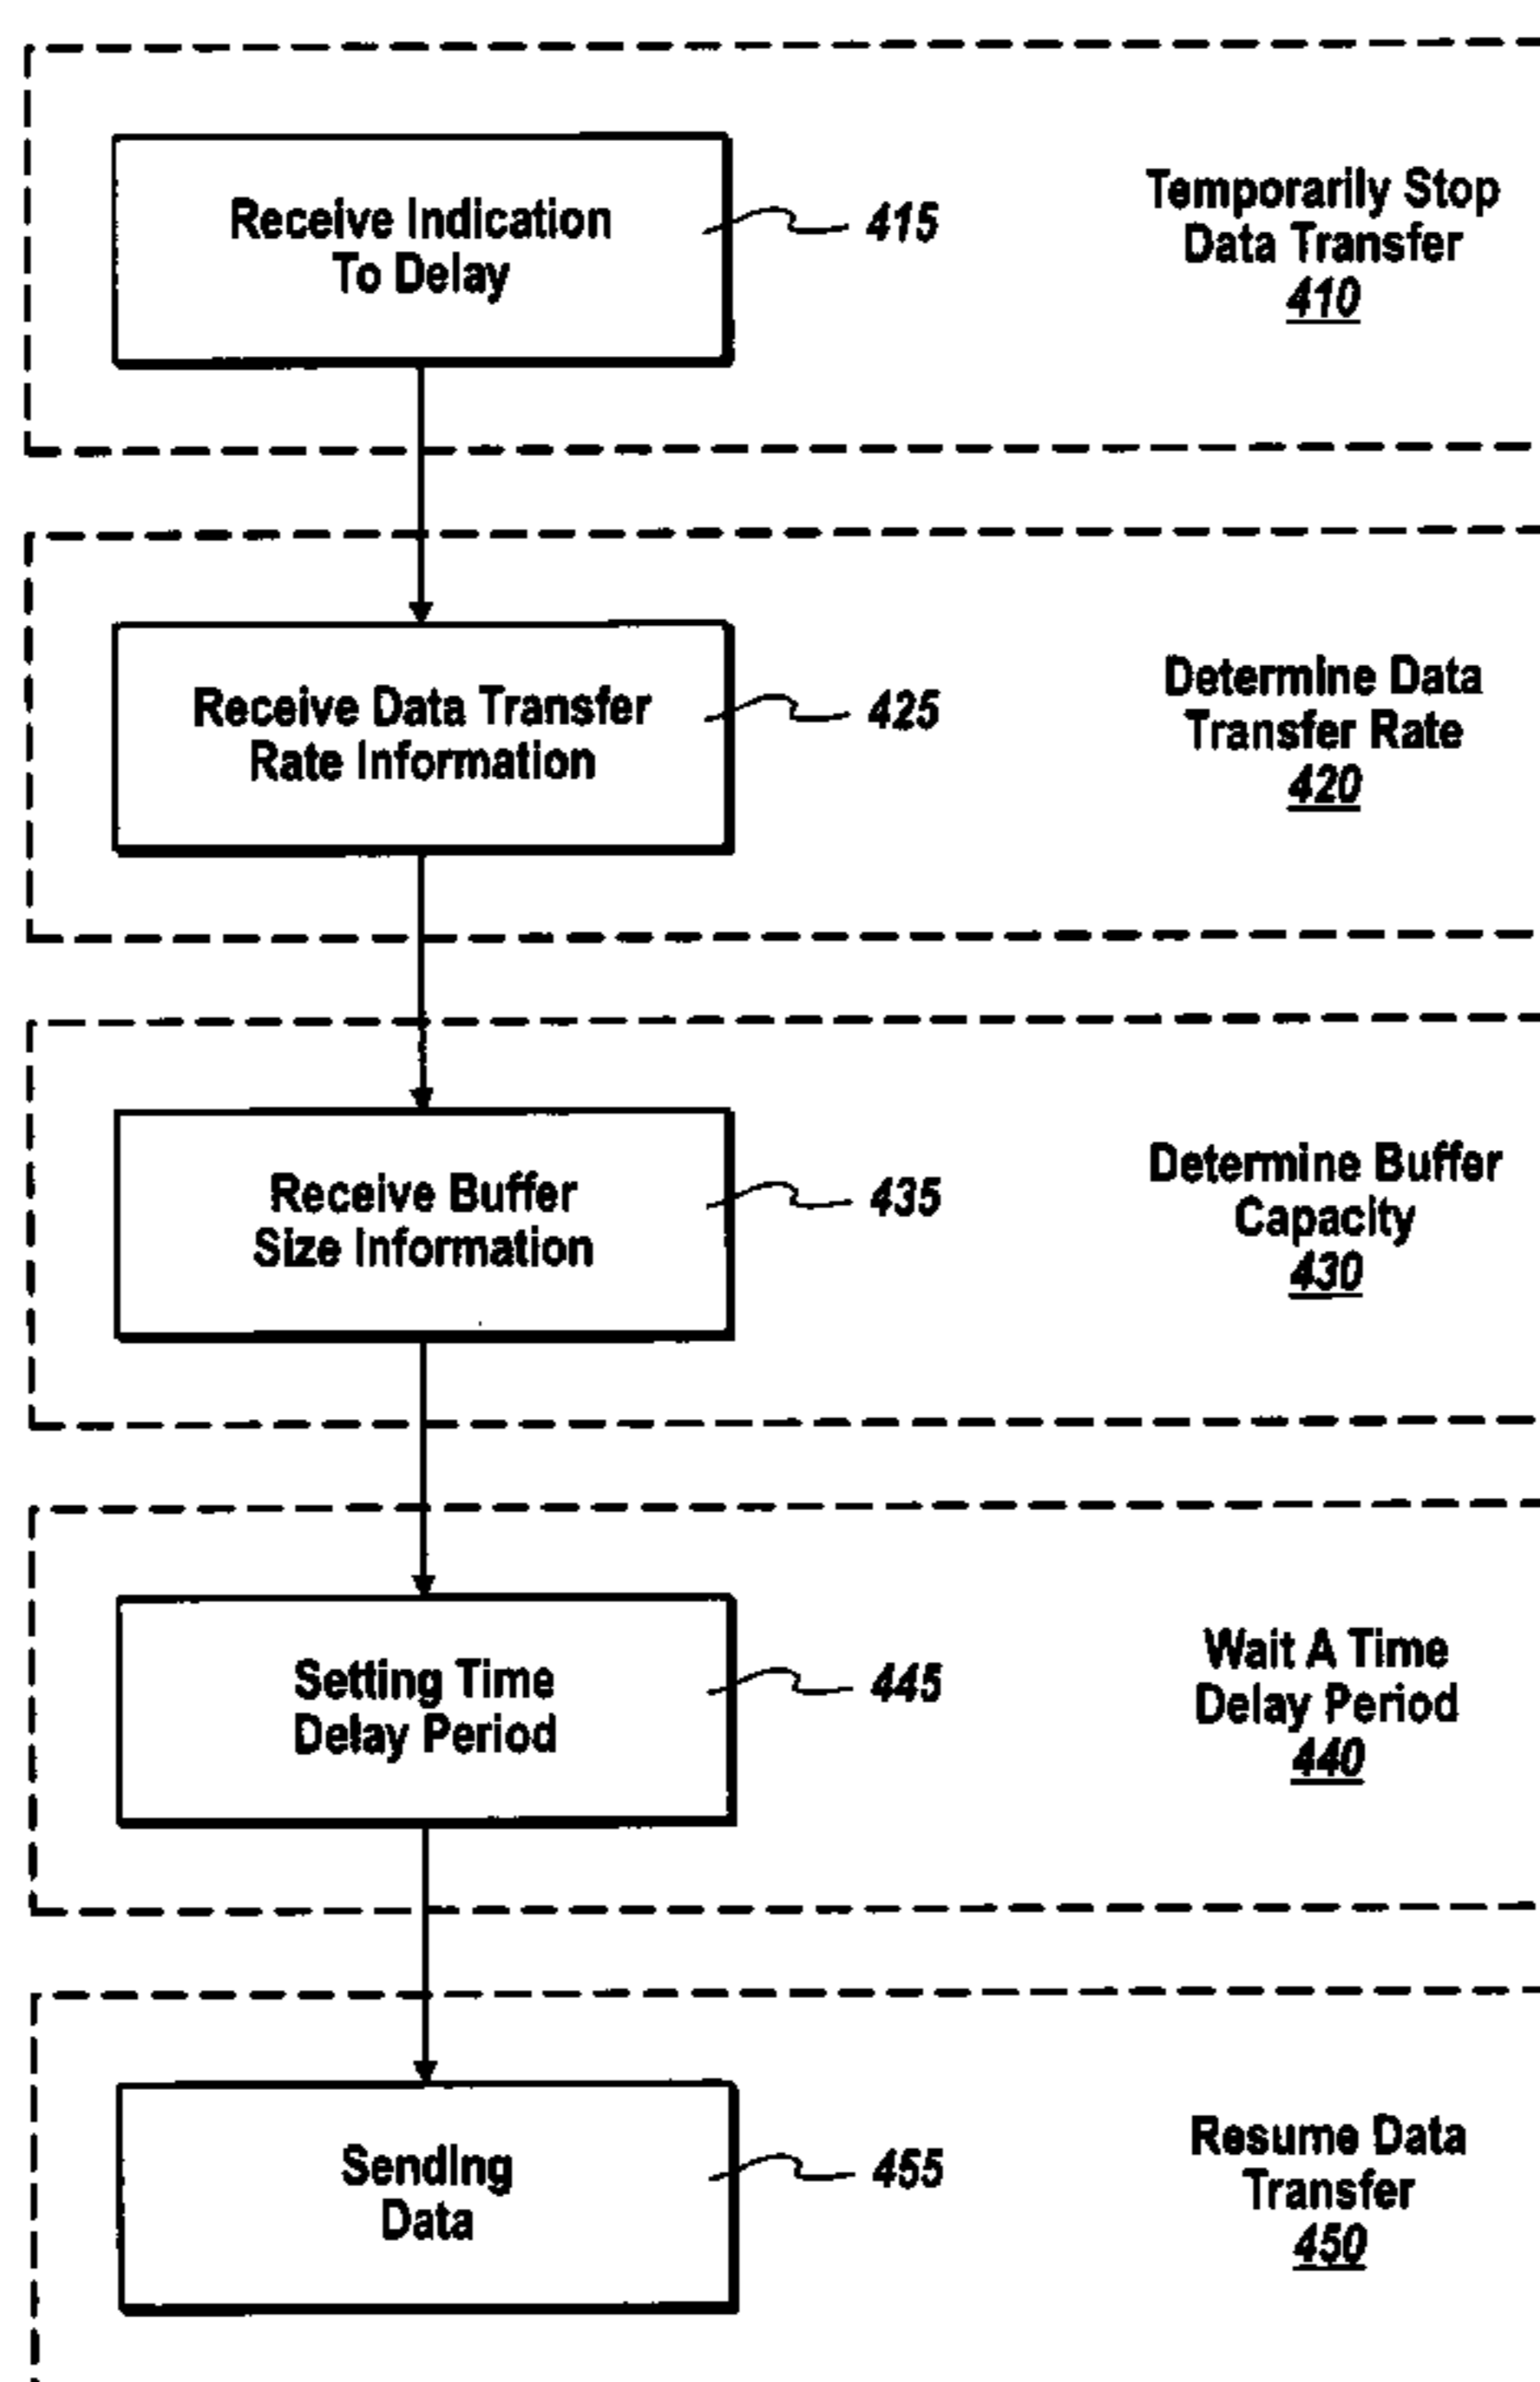 Receive Indication
To Delay
415
Temporarily Stop
Data Transfer
410
Receive Data Transfer
Rate Information
425
Determine Data
Transfer Rate
420
Receive Buffer
Size Information
435
Determine Buffer
Capacity
430
Setting Time
Delay Period
445
Wait A Time
Delay Period
440
Sending
Data
455
Resume Data
Transfer
450